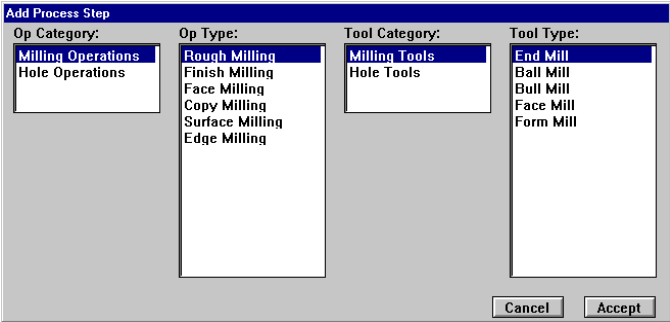 Add Process Step
Op Category:
Milling Operations
Hole Operations
Op Type:
Rough Milling
Finish Milling
Face Milling
Copy Milling
Surface Milling
Edge Milling
Tool Category:
Milling Tools
Hole Tools
Tool Type:
End Mill
Ball Mill
Bull Mill
Face Mill
Form Mill
Cancel
Accept